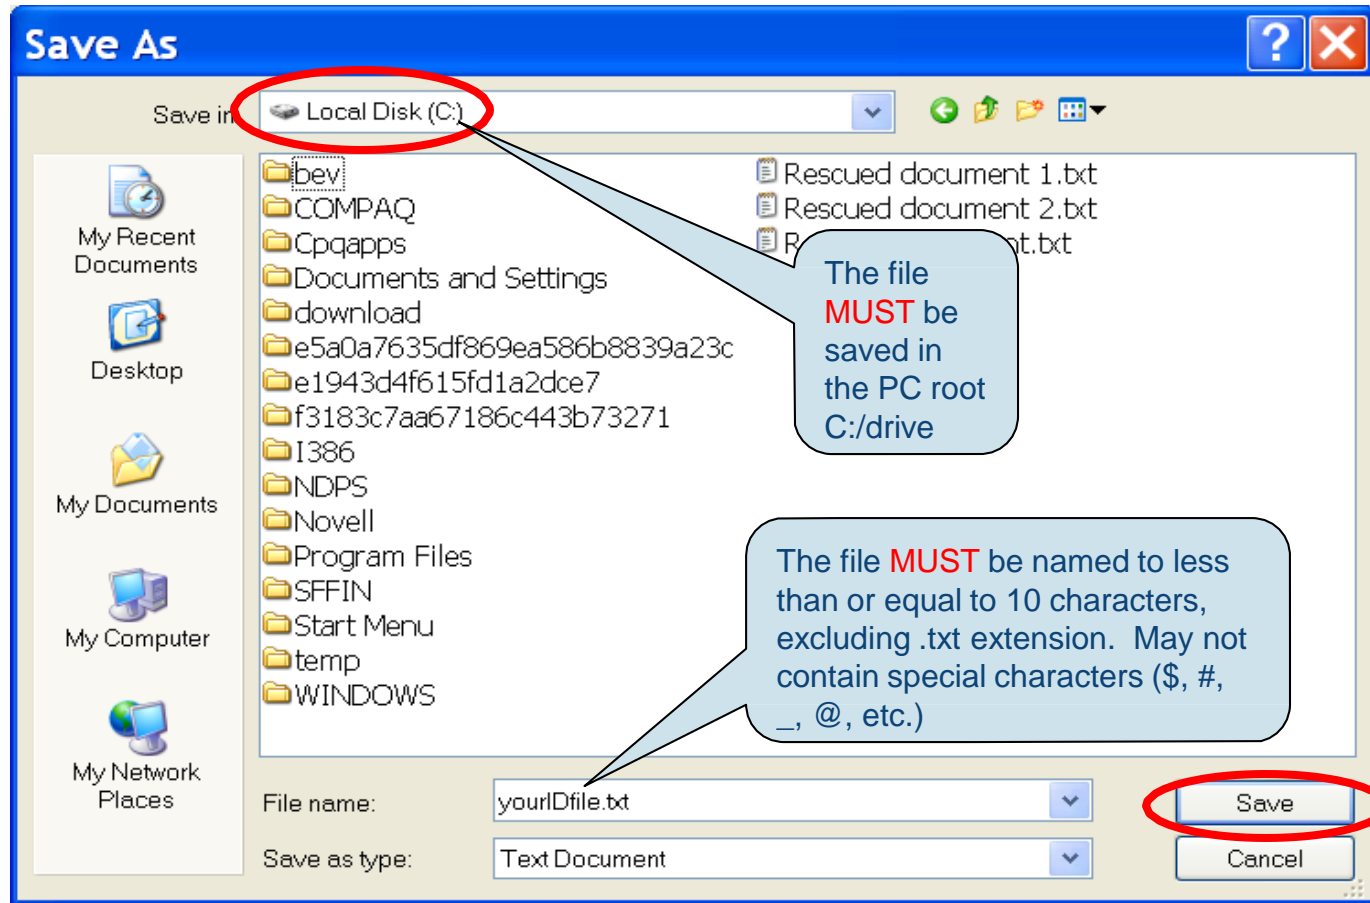 Save As
Save in
Local Disk (C:)
My Recent
Documents
Desktop
My Documents
My Computer
My Network
Places
bev
COMPAQ
Cpqapps
Documents and Settings
download
e5a0a7635df869ea586b8839a23c
e1943d4f615fd1a2dce7
f3183c7aa67186c443b73271
I386
NDPS
Novell
Program Files
SFFIN
Start Menu
temp
WINDOWS
Rescued document 1.txt
Rescued document 2.txt
The file
MUST be
saved in
the PC root
C:/drive
The file MUST be named to less
than or equal to 10 characters,
excluding .txt extension. May not
contain special characters ($, #,
_, @, etc.)
File name:
yourIDfile.txt
Save
Save as type:
Text Document
Cancel